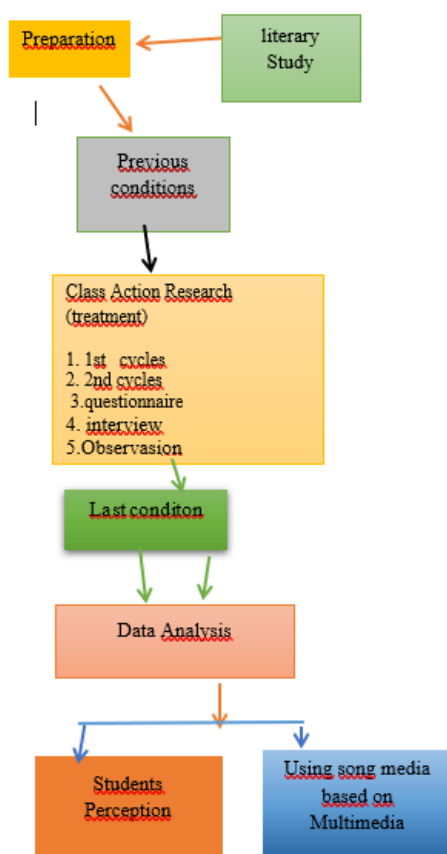 Preparation
literary
Study
Previous
conditions
Class Action Research
(treatment)
1. 1st cycles
2. 2nd cycles
3.questionnaire
4. interview
5.Observasion
Last conditon
Data Analysis
Students
Perception
Using song media
based on
Multimedia